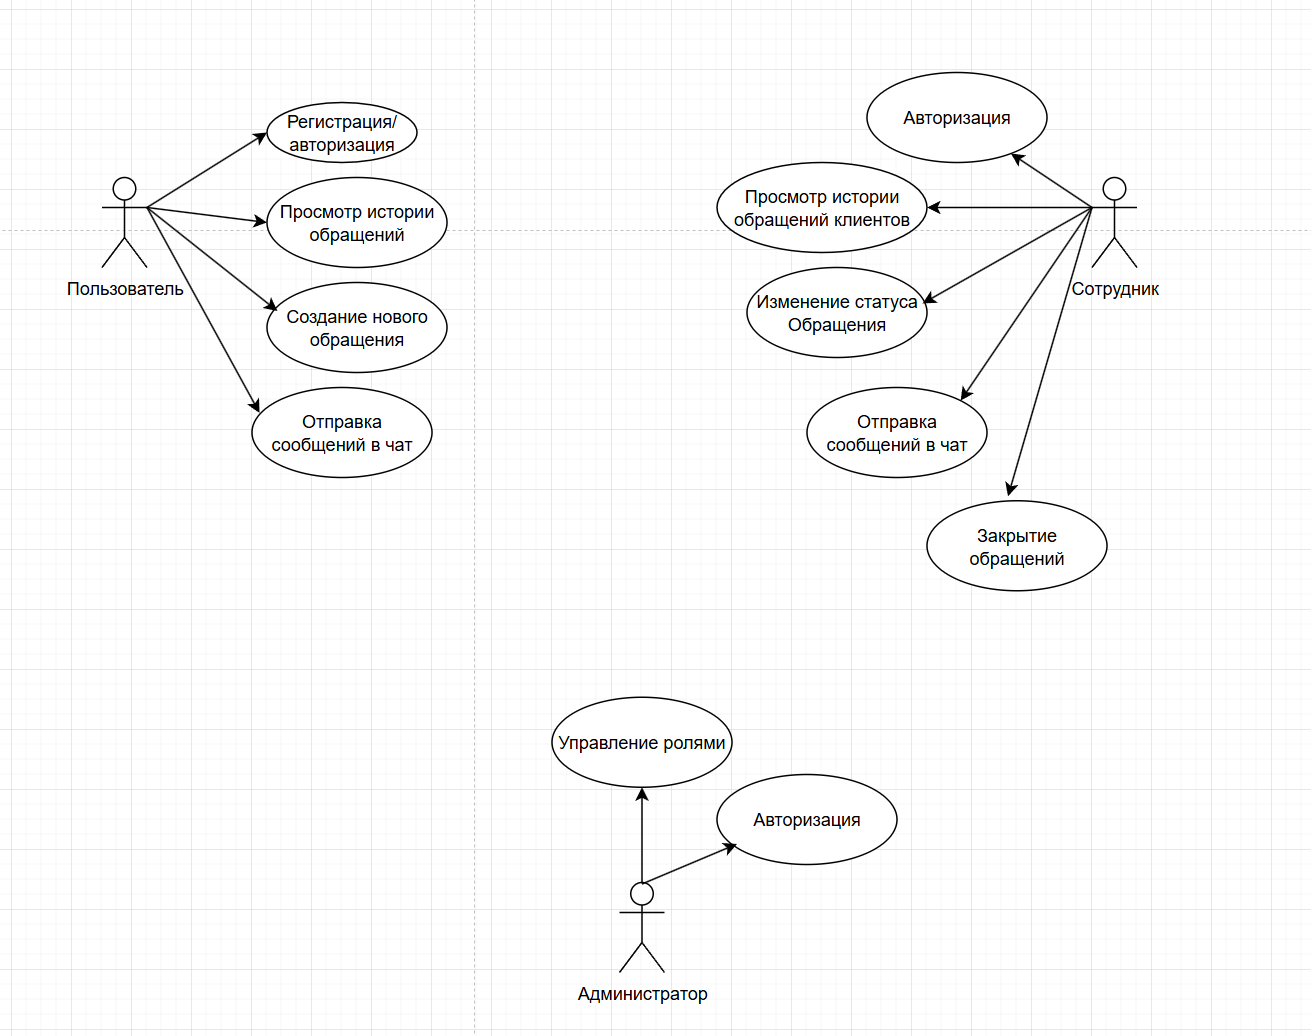 Регистрация/
авторизация
Просмотр истории
обращений
Пользователь
Создание нового
обращения
Отправка
сообщений в чат
Авторизация
Просмотр истории
обращений клиентов
Сотрудник
Изменение статуса
Обращения
Отправка
сообщений в чат
Закрытие
обращений
Управление ролями
Авторизация
Администратор